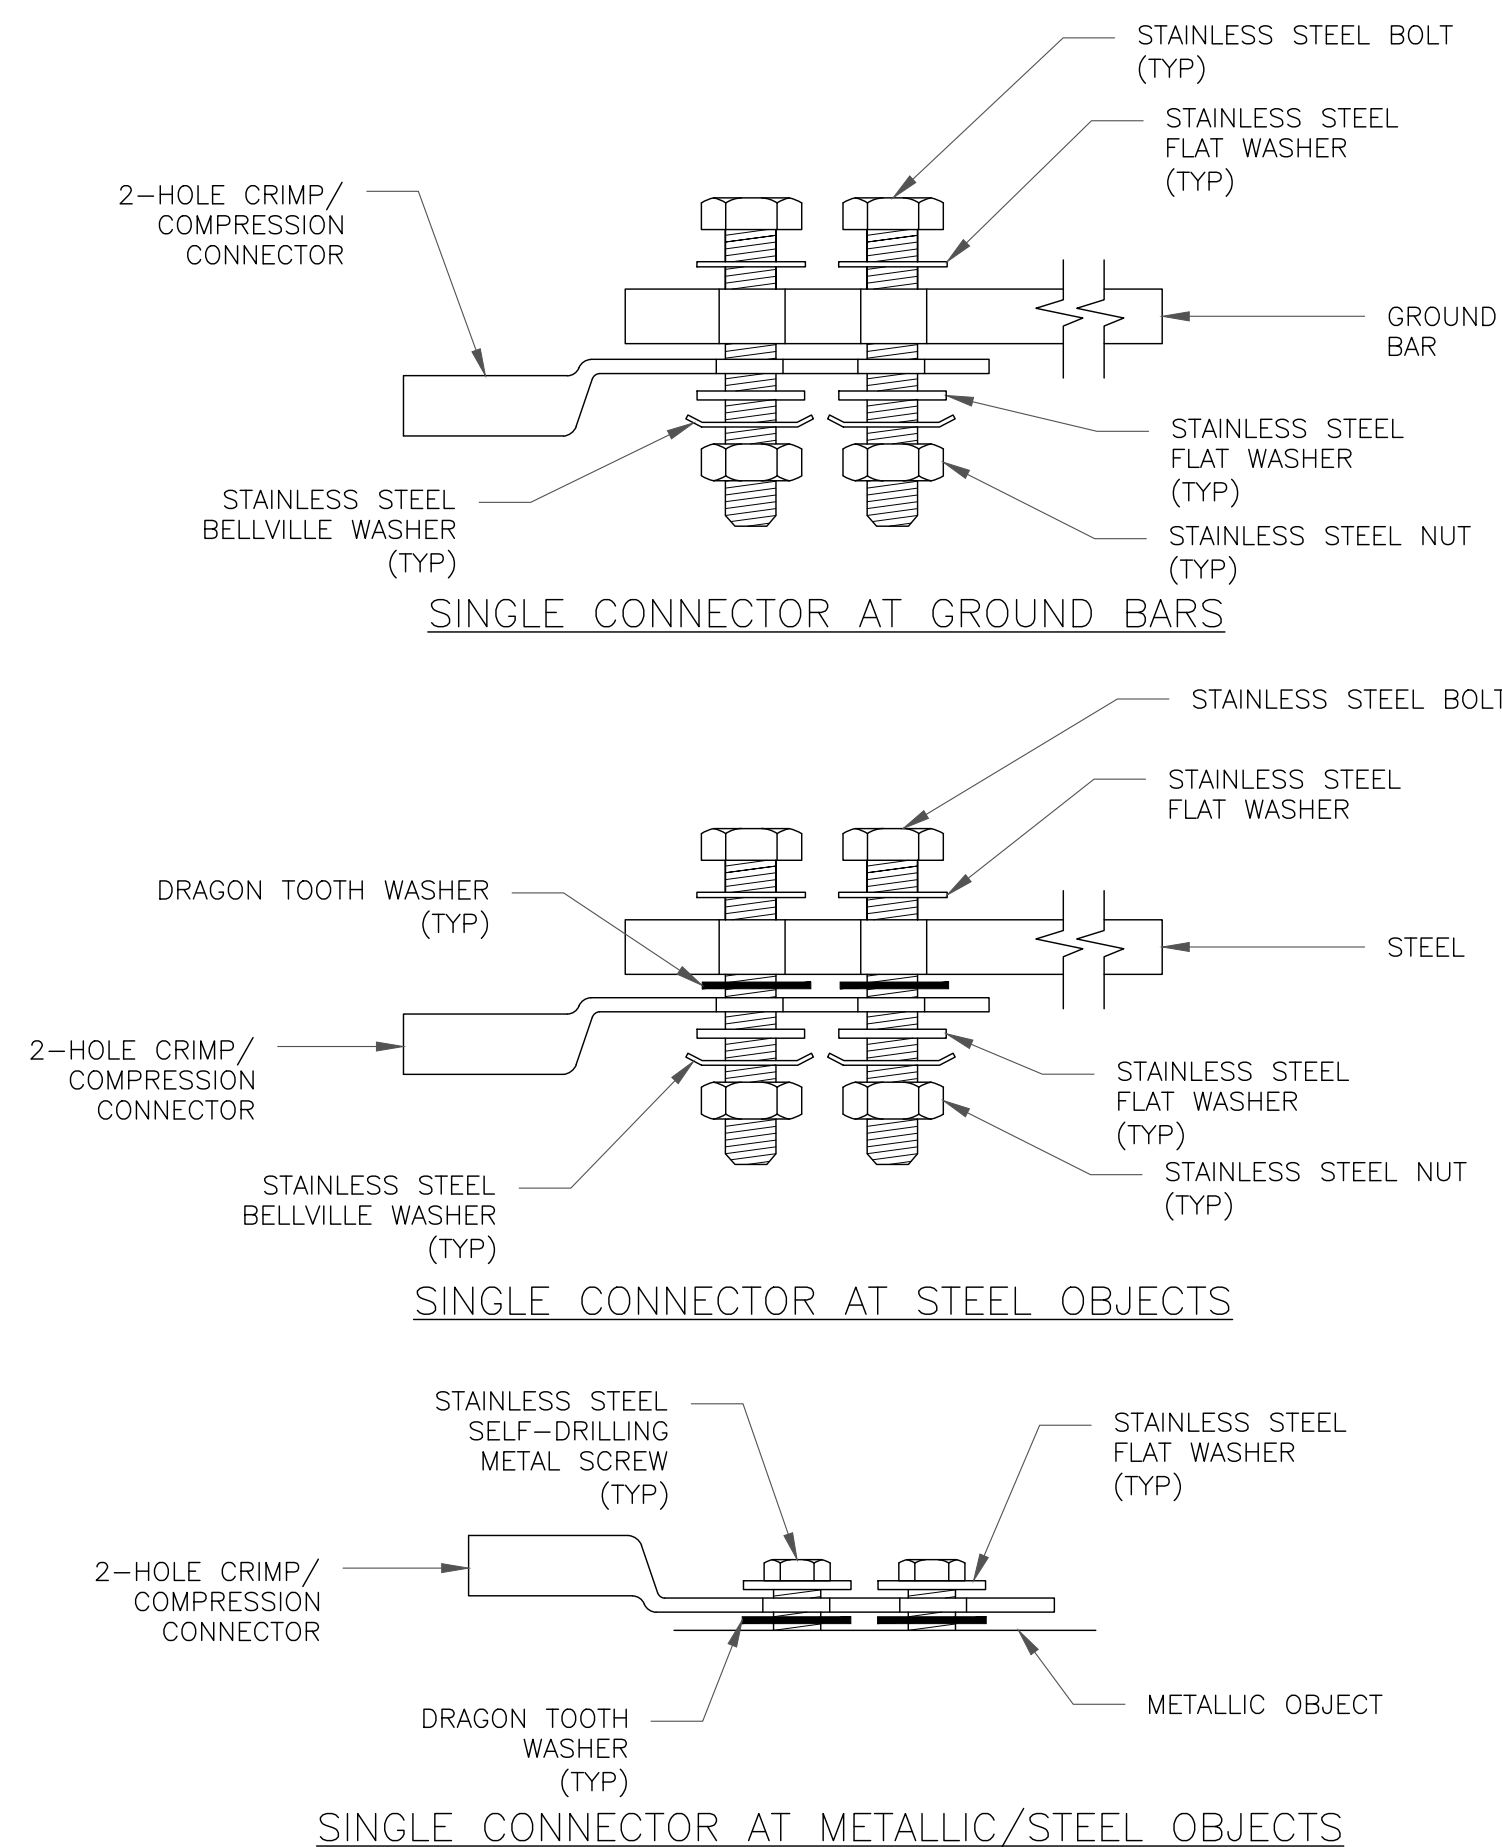 STAINLESS STEEL BOLT
(TYP)
STAINLESS STEEL
FLAT WASHER
(TYP)
2-HOLE CRIMP/
COMPRESSION
CONNECTOR
GROUND
BAR
STAINLESS STEEL
FLAT WASHER
(TYP)
STAINLESS STEEL
BELLVILLE WASHER
(TYP)
STAINLESS STEEL NUT
(TYP)
SINGLE CONNECTOR AT GROUND BARS
STAINLESS STEEL BOLT
STAINLESS STEEL
FLAT WASHER
DRAGON TOOTH WASHER
(TYP)
STEEL
2-HOLE CRIMP/
COMPRESSION
CONNECTOR
STAINLESS STEEL
FLAT WASHER
(TYP)
STAINLESS STEEL NUT
(TYP)
STAINLESS STEEL
BELLVILLE WASHER
(TYP)
SINGLE CONNECTOR AT STEEL OBJECTS
STAINLESS STEEL
SELF-DRILLING
METAL SCREW
(TYP)
STAINLESS STEEL
FLAT WASHER
(TYP)
2-HOLE CRIMP/
COMPRESSION
CONNECTOR
METALLIC OBJECT
DRAGON TOOTH
WASHER
(TYP)
SINGLE CONNECTOR AT METALLIC/STEEL OBJECTS